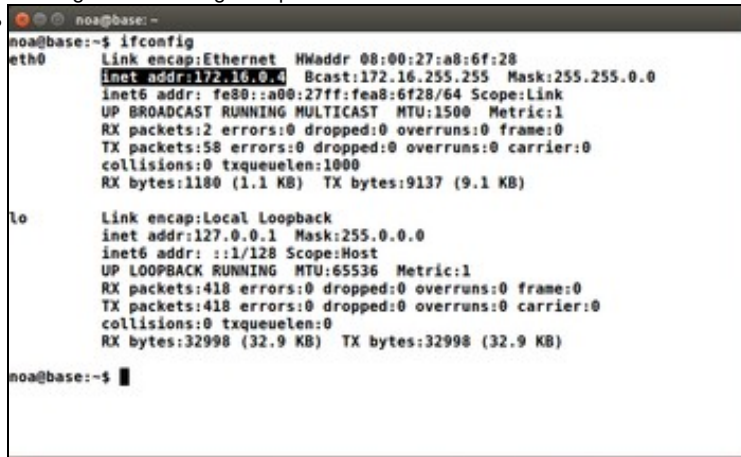 noa@base: ~
noa@base:~$ ifconfig
eth0 Link encap:Ethernet HWaddr 08:00:27:a8:6f:28
inet addr:172.16.0.4 Bcast:172.16.255.255 Mask:255.255.0.0
inet6 addr: fe80::a00:27ff:fea8:6f28/64 Scope:Link
UP BROADCAST RUNNING MULTICAST MTU:1500 Metric:1
RX packets:2 errors:0 dropped:0 overruns:0 frame:0
TX packets:58 errors:0 dropped:0 overruns:0 carrier:0
collisions:0 txqueuelen:1000
RX bytes:1180 (1.1 KB) TX bytes:9137 (9.1 KB)
lo Link encap:Local Loopback
inet addr:127.0.0.1 Mask:255.0.0.0
inet6 addr: ::1/128 Scope:Host
UP LOOPBACK RUNNING MTU:65536 Metric:1
RX packets:418 errors:0 dropped:0 overruns:0 frame:0
TX packets:418 errors:0 dropped:0 overruns:0 carrier:0
collisions:0 txqueuelen:0
RX bytes:32998 (32.9 KB) TX bytes:32998 (32.9 KB)
noa@base:~$